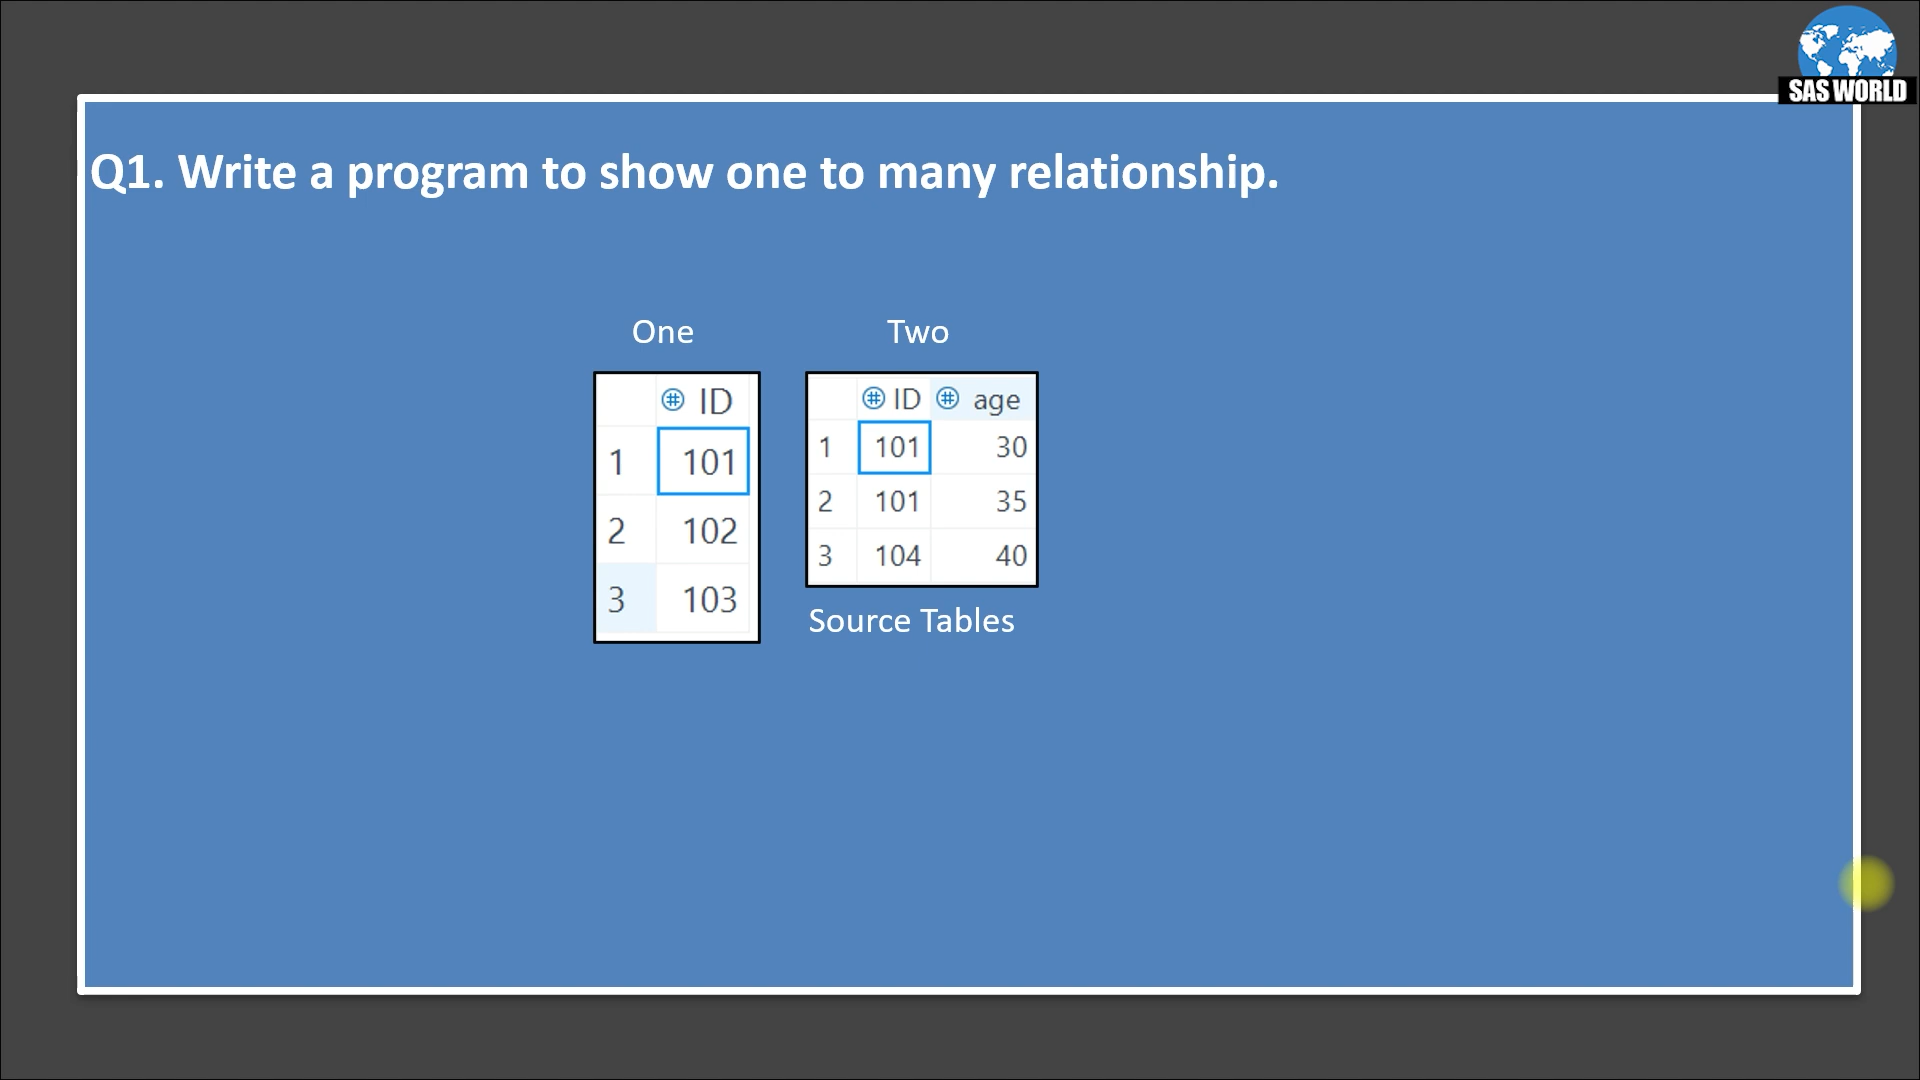 SAS WORLD
Q1. Write a program to show one to many relationship.
One
Two
ID
1 101
2 102
3 103
ID age
1 101 30
2 101 35
3 104 40
Source Tables